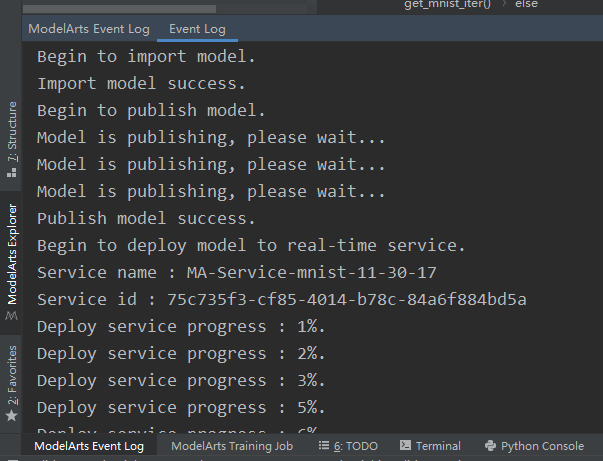 get_mnist_iter() › else
ModelArts Event Log Event Log
Begin to import model.
Import model success.
Begin to publish model.
Model is publishing, please wait...
Model is publishing, please wait...
Model is publishing, please wait...
Publish model success.
Begin to deploy model to real-time service.
Service name : MA-Service-mnist-11-30-17
Service id : 75c735f3-cf85-4014-b78c-84a6f884bd5a
Deploy service progress : 1%.
Deploy service progress : 2%.
Deploy service progress : 3%.
Deploy service progress : 5%.
Deploy service progress : 6%.
7: Structure
ModelArts Explorer
2: Favorites
ModelArts Event Log ModelArts Training Job 6: TODO Terminal Python Console